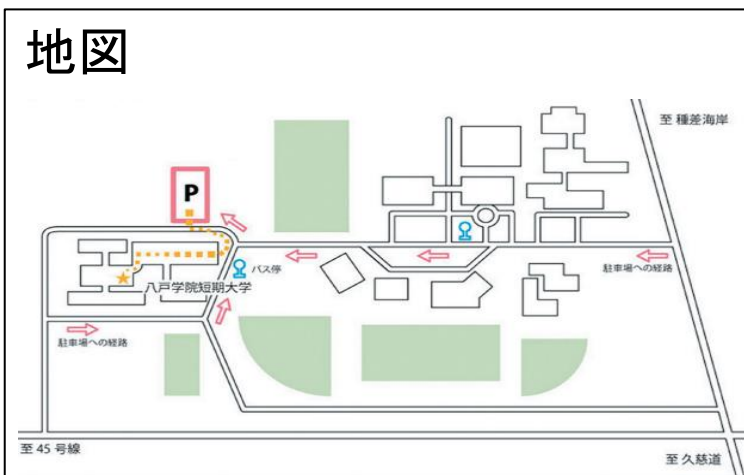 地図
至 種差海岸
P
駐車場への経路
バス停
八戸学院短期大学
駐車場への経路
至 45 号線
至 久慈道